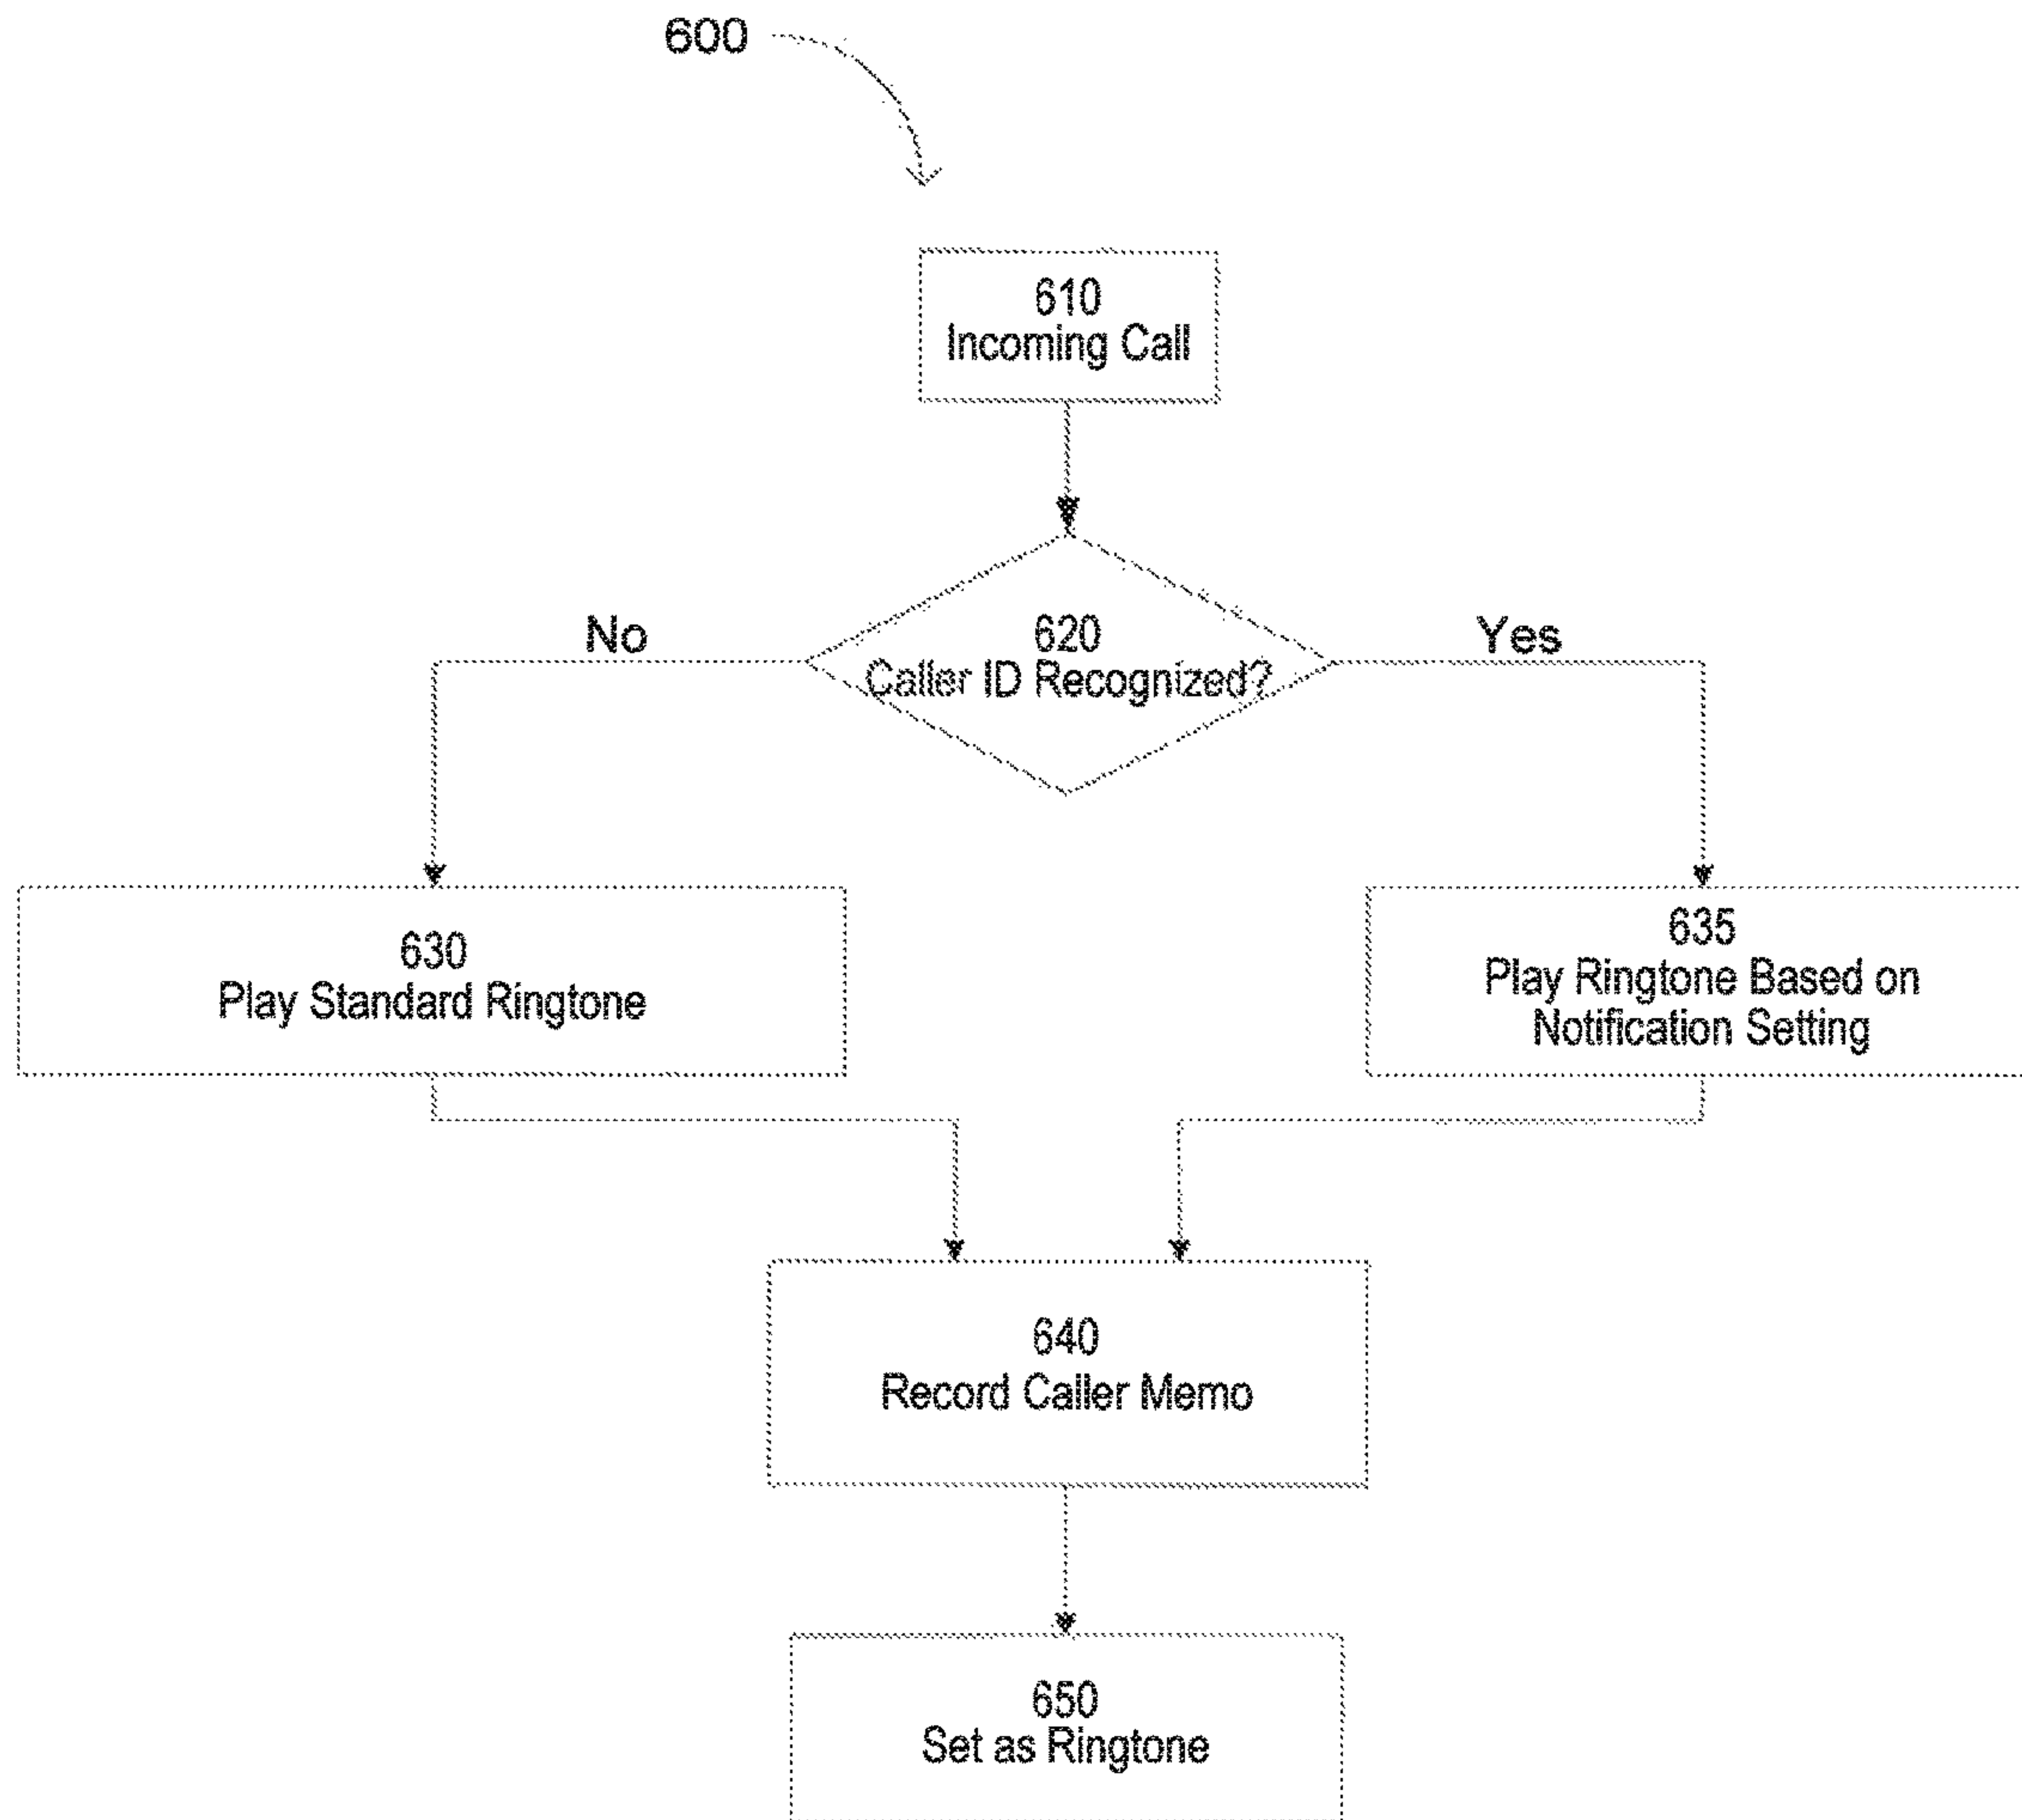 600
610
Incoming Call
620
Caller ID Recognized?
No
Yes
630
Play Standard Ringtone
635
Play Ringtone Based on
Notification Setting
640
Record Caller Memo
650
Set as Ringtone